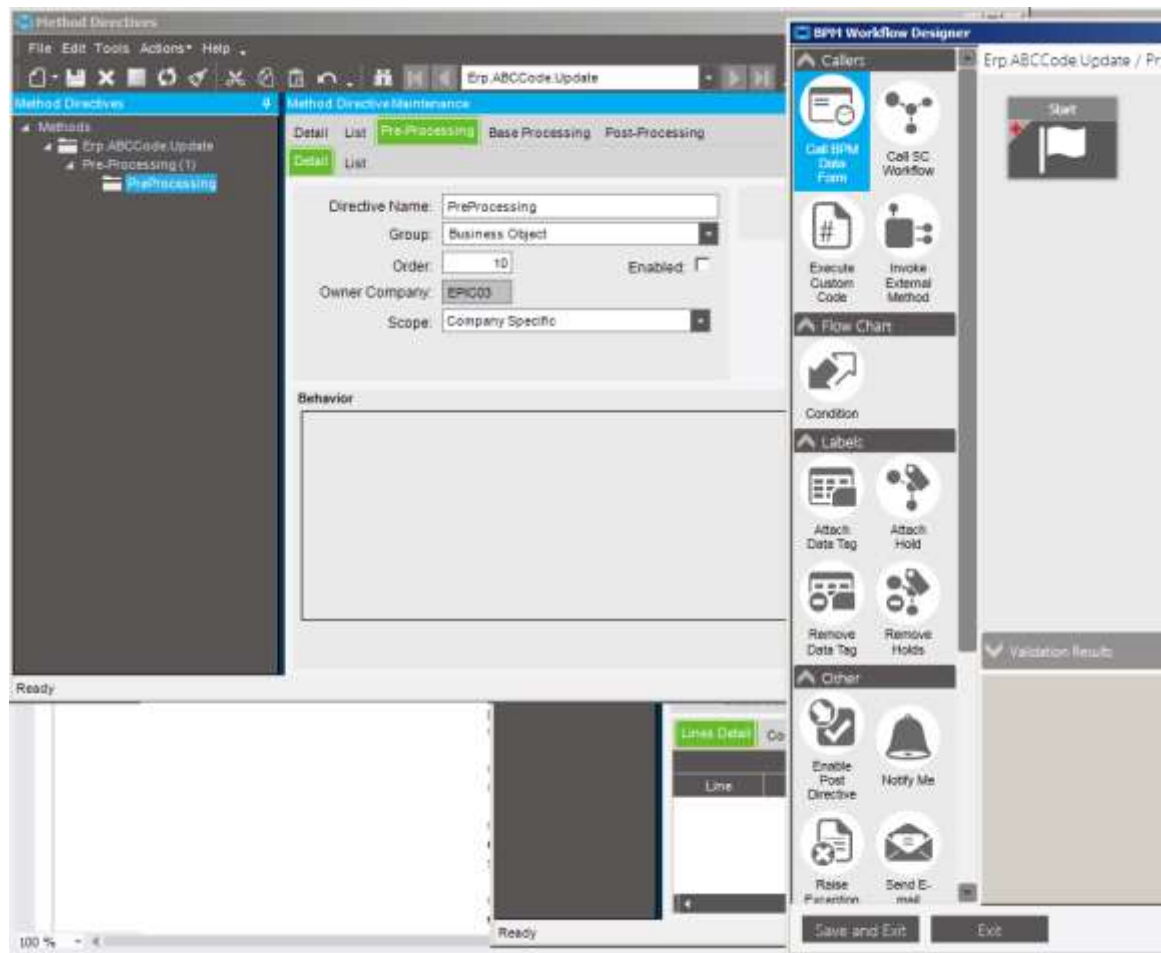 Method Directives
File Edit Tools Actions Help
Erp.ABCCode.Update
Method Directives
Methods
Erp.ABCCode.Update
Pre-Processing (1)
PreProcessing
Method Directive Maintenance
Detail List Pre-Processing Base Processing Post-Processing
Detail List
Directive Name: PreProcessing
Group: Business Object
Order: 10 Enabled:
Owner Company: EPIC03
Scope: Company Specific
Behavior
Ready
Lines Detail Co
Line
Ready
100 %
BPM Workflow Designer
Callers
Call BPM
Data
Form
Call SC
Workflow
Execute
Custom
Code
Invoke
External
Method
Flow Chart
Condition
Labels
Attach
Data Tag
Attach
Hold
Remove
Data Tag
Remove
Holds
Other
Enable
Post
Directive
Notify Me
Raise
Exception
Send E-
mail
Save and Exit Exit
Erp.ABCCode.Update / Pr
Start
Validation Results